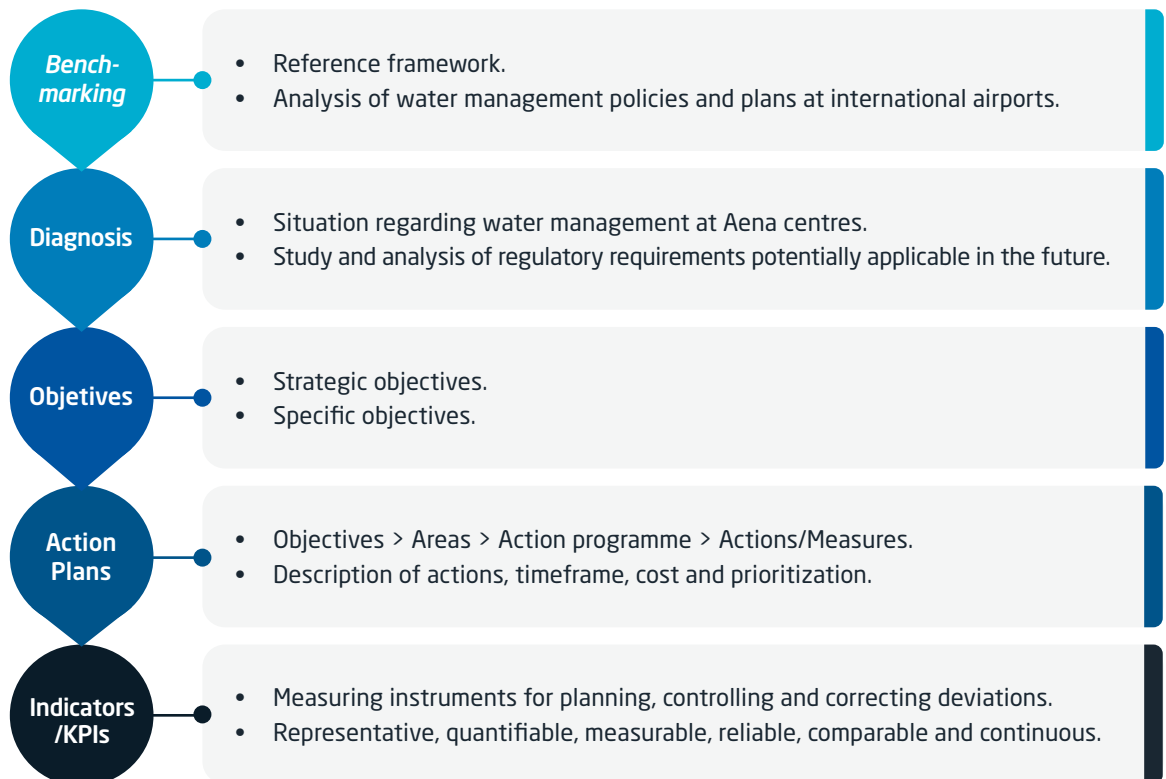 Bench-
marking
• Reference framework.
• Analysis of water management policies and plans at international airports.
Diagnosis
• Situation regarding water management at Aena centres.
• Study and analysis of regulatory requirements potentially applicable in the future.
Objetives
• Strategic objectives.
• Specific objectives.
Action
Plans
• Objectives > Areas > Action programme > Actions/Measures.
• Description of actions, timeframe, cost and prioritization.
Indicators
/KPIs
• Measuring instruments for planning, controlling and correcting deviations.
• Representative, quantifiable, measurable, reliable, comparable and continuous.